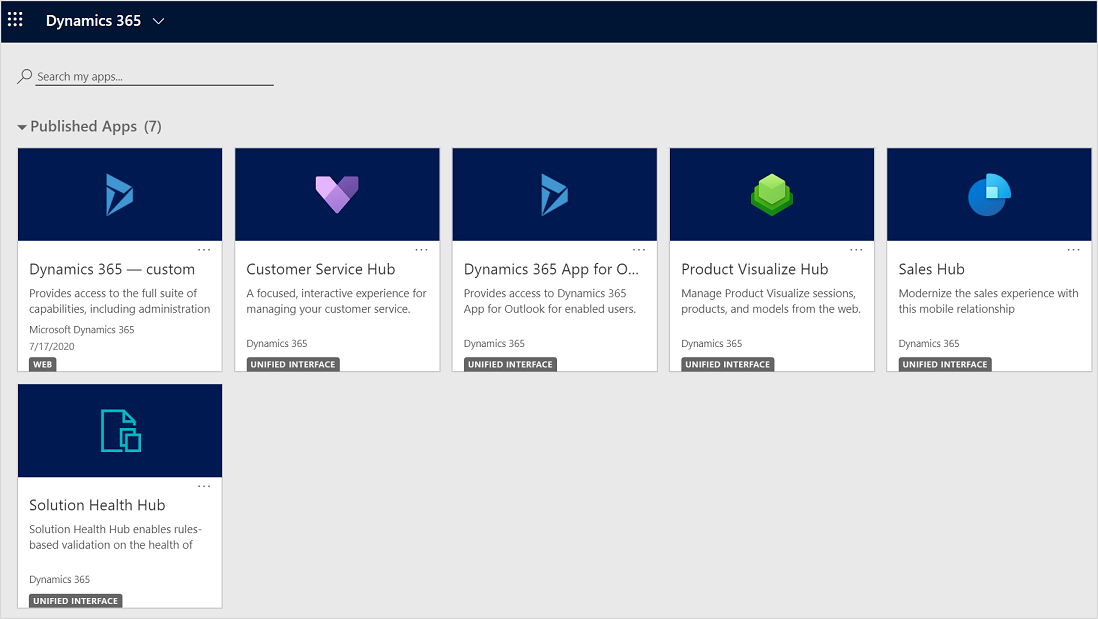 Dynamics 365
Search my apps...
Published Apps (7)
Dynamics 365 — custom
Provides access to the full suite of
capabilities, including administration
Microsoft Dynamics 365
7/17/2020
WEB
Customer Service Hub
A focused, interactive experience for
managing your customer service.
Dynamics 365
UNIFIED INTERFACE
Dynamics 365 App for O...
Provides access to Dynamics 365
App for Outlook for enabled users.
Dynamics 365
UNIFIED INTERFACE
Product Visualize Hub
Manage Product Visualize sessions,
products, and models from the web.
Dynamics 365
UNIFIED INTERFACE
Sales Hub
Modernize the sales experience with
this mobile relationship
Dynamics 365
UNIFIED INTERFACE
Solution Health Hub
Solution Health Hub enables rules-
based validation on the health of
Dynamics 365
UNIFIED INTERFACE